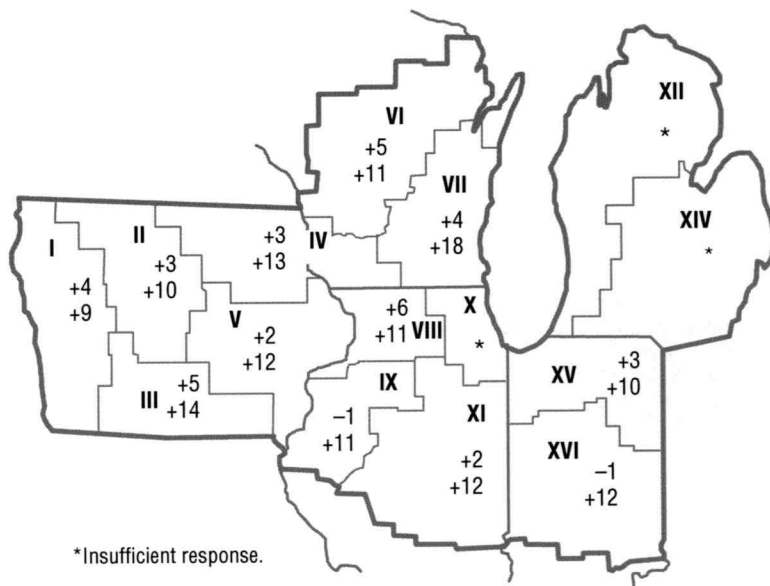 XII
*
VI
+5
+11
VII
+4
+18
XIV
*
I
+4
+9
II
+3
+10
+3
+13
IV
V
+2
+12
+6
+11
VIII
X
*
III
+5
+14
IX
–1
+11
XI
+2
+12
XV
+3
+10
XVI
–1
+12
*Insufficient response.